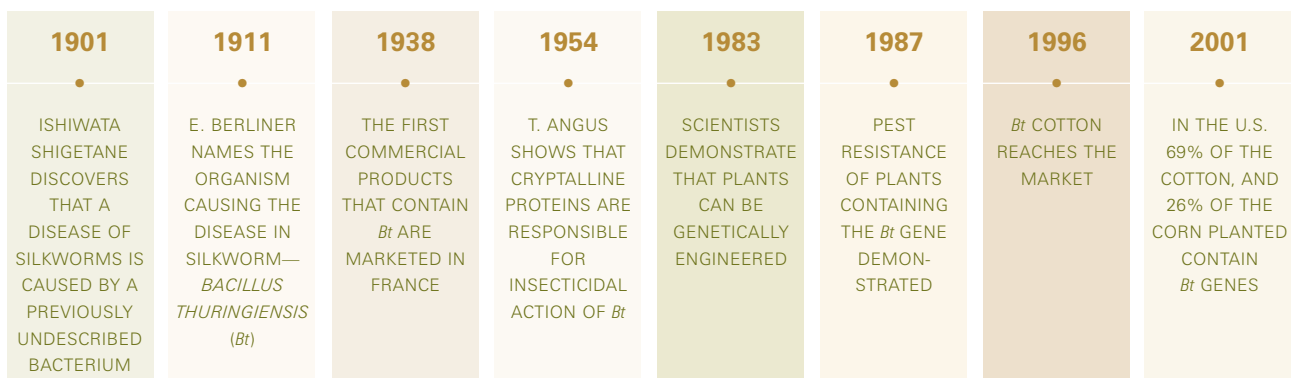 1901
ISHIWATA
SHIGETANE
DISCOVERS
THAT A
DISEASE OF
SILKWORMS IS
CAUSED BY A
PREVIOUSLY
UNDESCRIBED
BACTERIUM
1911
E. BERLINER
NAMES THE
ORGANISM
CAUSING THE
DISEASE IN
SILKWORM—
BACILLUS
THURINGIENSIS
(Bt)
1938
THE FIRST
COMMERCIAL
PRODUCTS
THAT CONTAIN
Bt ARE
MARKETED IN
FRANCE
1954
T. ANGUS
SHOWS THAT
CRYPTALLINE
PROTEINS ARE
RESPONSIBLE
FOR
INSECTICIDAL
ACTION OF Bt
1983
SCIENTISTS
DEMONSTRATE
THAT PLANTS
CAN BE
GENETICALLY
ENGINEERED
1987
PEST
RESISTANCE
OF PLANTS
CONTAINING
THE Bt GENE
DEMON-
STRATED
1996
Bt COTTON
REACHES THE
MARKET
2001
IN THE U.S.
69% OF THE
COTTON, AND
26% OF THE
CORN PLANTED
CONTAIN
Bt GENES